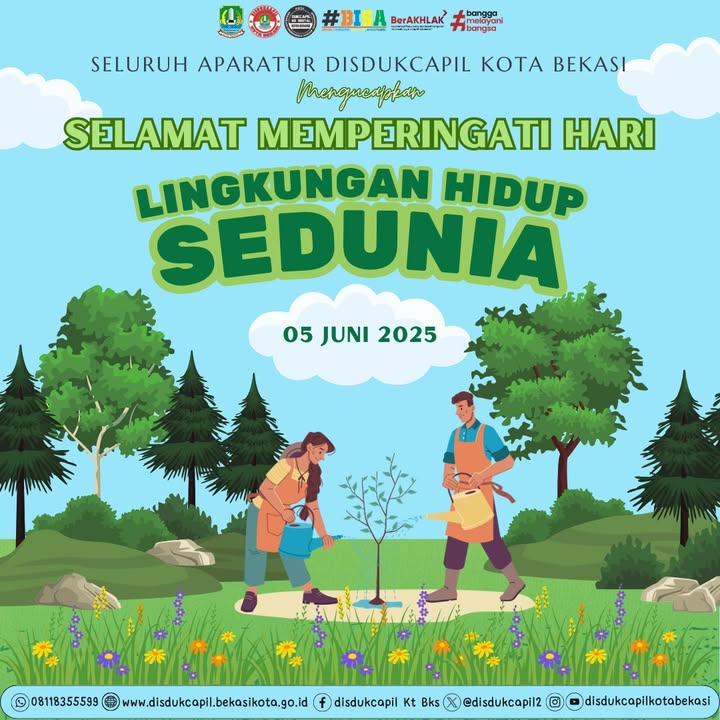 #BISA BerAKHLAK #bangga melayani bangsa
SELURUH APARATUR DISDUKCAPIL KOTA BEKASI
Mengucapkan
SELAMAT MEMPERINGATI HARI
LINGKUNGAN HIDUP
SEDUNIA
05 JUNI 2025
08118355599 www.disdukcapil.bekasikota.go.id disdukcapil Kt Bks @disdukcapil2 disdukcapilkotabekasi